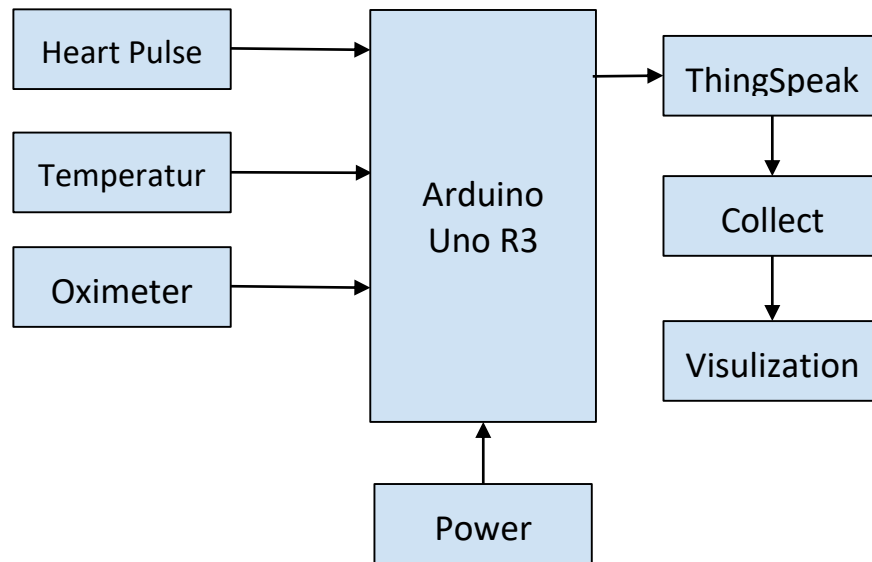 Heart Pulse
Temperatur
Oximeter
Arduino
Uno R3
Power
ThingSpeak
Collect
Visulization